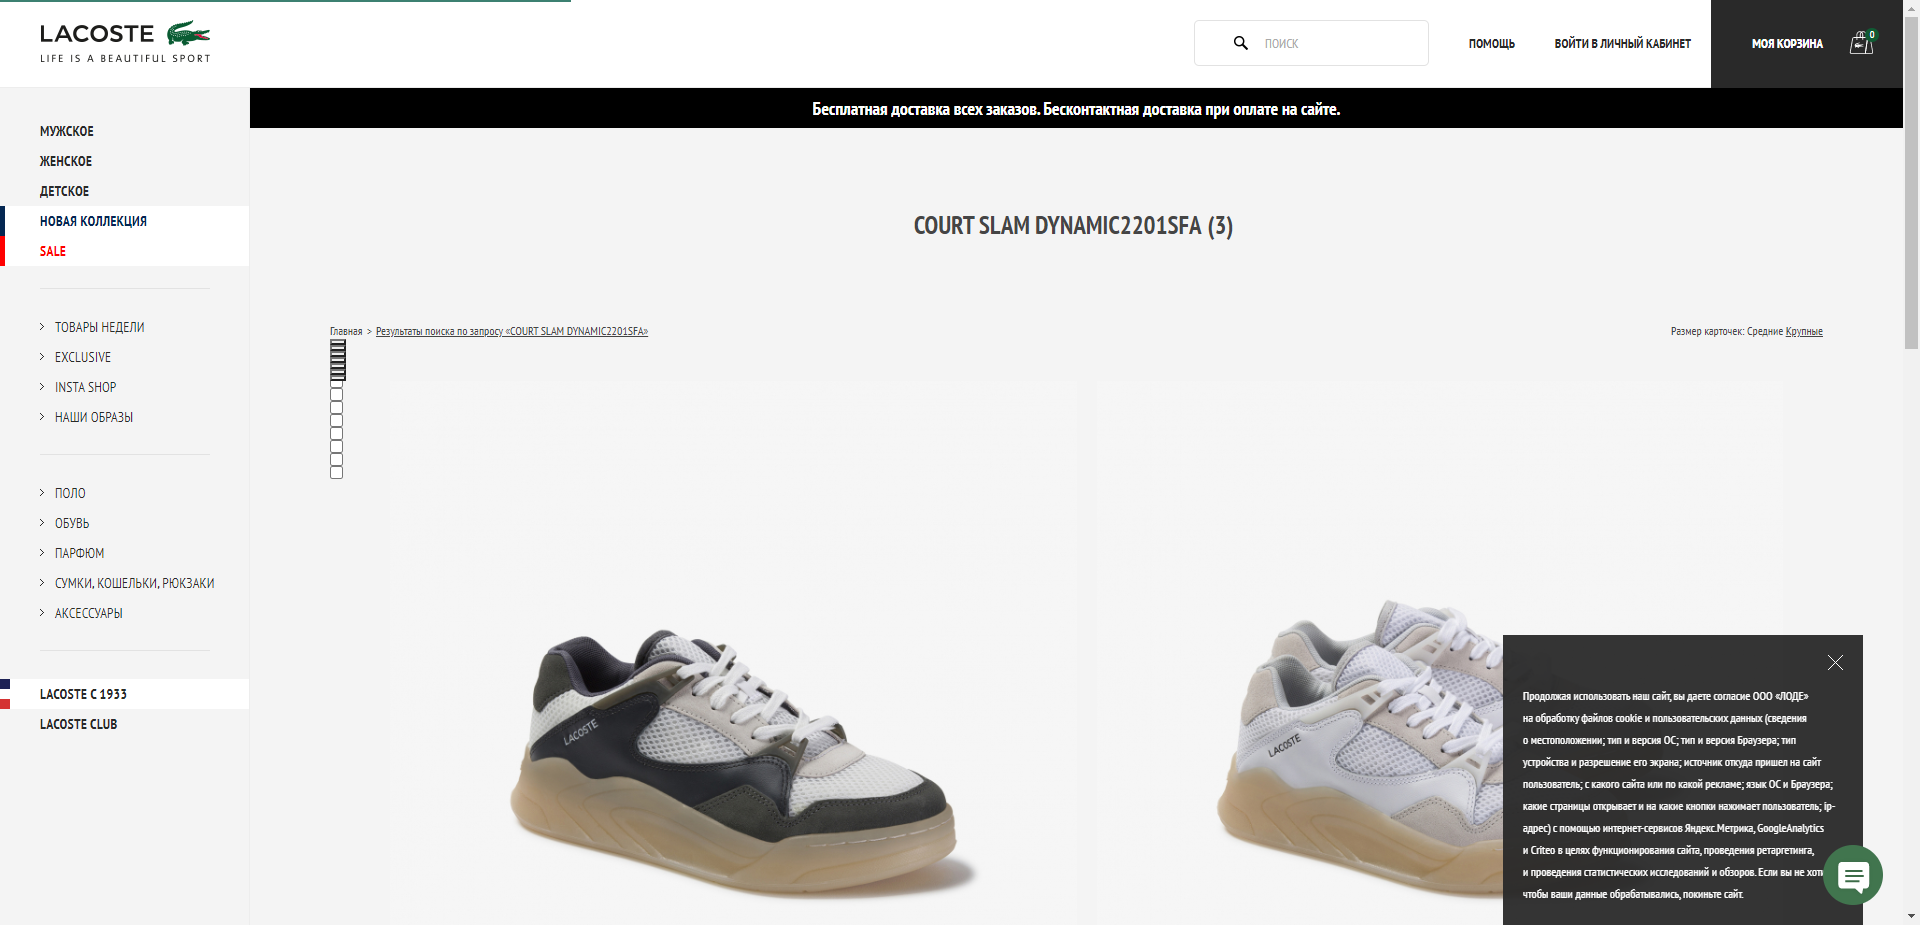 LACOSTE
LIFE IS A BEAUTIFUL SPORT
ПОИСК
ПОМОЩЬ
ВОЙТИ В ЛИЧНЫЙ КАБИНЕТ
МОЯ КОРЗИНА
0
Бесплатная доставка всех заказов. Бесконтактная доставка при оплате на сайте.
МУЖСКОЕ
ЖЕНСКОЕ
ДЕТСКОЕ
НОВАЯ КОЛЛЕКЦИЯ
SALE
ТОВАРЫ НЕДЕЛИ
EXCLUSIVE
INSTA SHOP
НАШИ ОБРАЗЫ
ПОЛО
ОБУВЬ
ПАРФЮМ
СУМКИ, КОШЕЛЬКИ, РЮКЗАКИ
АКСЕССУАРЫ
LACOSTE С 1933
LACOSTE CLUB
COURT SLAM DYNAMIC2201SFA (3)
Главная > Результаты поиска по запросу «COURT SLAM DYNAMIC2201SFA»
Размер карточек: Средние Крупные
LACOSTE
LACOSTE
Продолжая использовать наш сайт, вы даете согласие ООО «ЛОДЕ»
на обработку файлов cookie и пользовательских данных (сведения
о местоположении; тип и версия ОС; тип и версия Браузера; тип
устройства и разрешение его экрана; источник откуда пришел на сайт
пользователь; с какого сайта или по какой рекламе; язык ОС и Браузера;
какие страницы открывает и на какие кнопки нажимает пользователь; ip-
адрес) с помощью интернет-сервисов Яндекс.Метрика, GoogleAnalytics
и Criteo в целях функционирования сайта, проведения ретаргетинга,
и проведения статистических исследований и обзоров. Если вы не хоти
чтобы ваши данные обрабатывались, покиньте сайт.